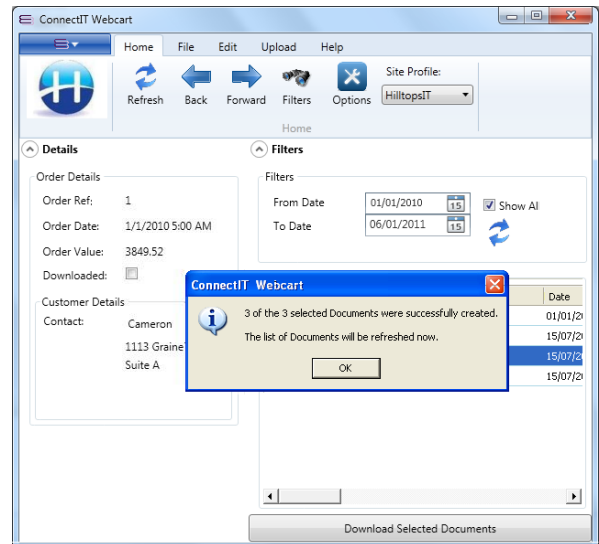 ConnectIT Webcart
Home File Edit Upload Help
Refresh Back Forward Filters Options
Site Profile:
HilltopsIT
Home
Details
Filters
Order Details
Order Ref: 1
Order Date: 1/1/2010 5:00 AM
Order Value: 3849.52
Downloaded:
Customer Details
Contact: Cameron
1113 Graine
Suite A
Filters
From Date 01/01/2010 15 Show Al
To Date 06/01/2011 15
ConnectIT Webcart
3 of the 3 selected Documents were successfully created.
The list of Documents will be refreshed now.
OK
Date
01/01/2
15/07/2
15/07/2
15/07/2
Download Selected Documents